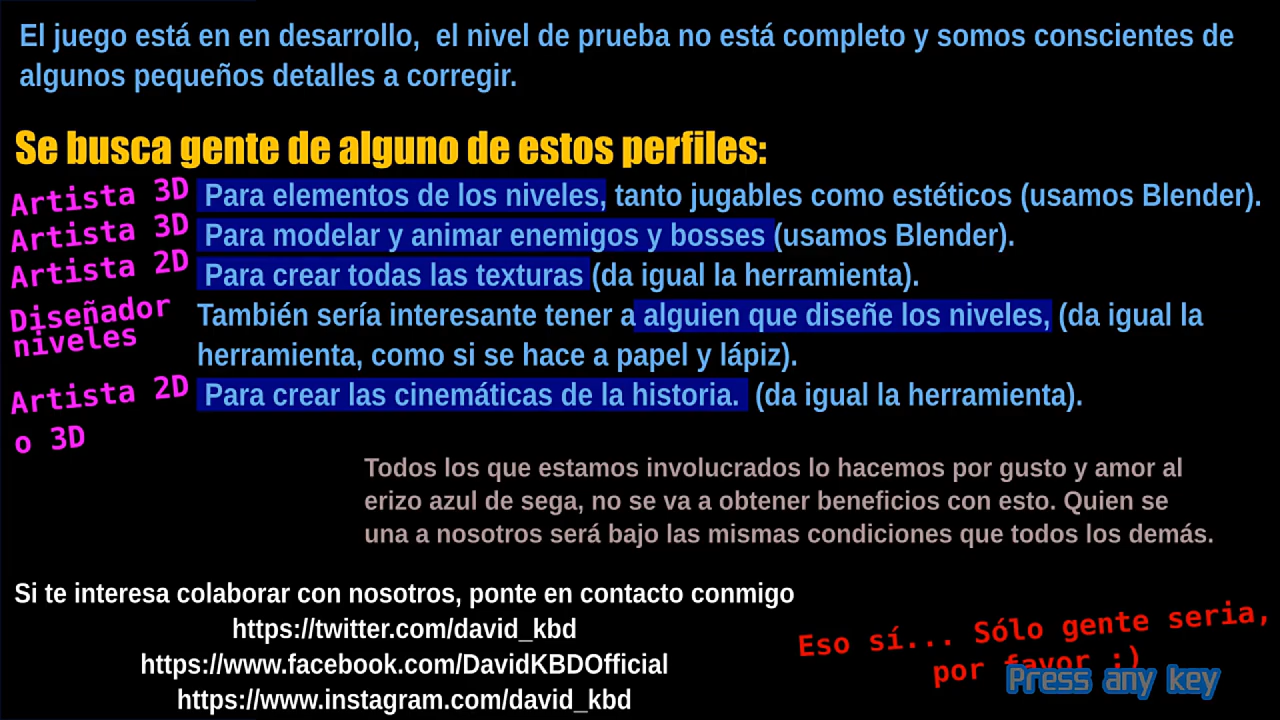 El juego está en en desarrollo, el nivel de prueba no está completo y somos conscientes de
algunos pequeños detalles a corregir.
Se busca gente de alguno de estos perfiles:
Artista 3D Para elementos de los niveles, tanto jugables como estéticos (usamos Blender).
Artista 3D Para modelar y animar enemigos y bosses (usamos Blender).
Artista 2D Para crear todas las texturas (da igual la herramienta).
Diseñador niveles También sería interesante tener a alguien que diseñe los niveles, (da igual la
herramienta, como si se hace a papel y lápiz).
Artista 2D Para crear las cinemáticas de la historia. (da igual la herramienta).
o 3D
Todos los que estamos involucrados lo hacemos por gusto y amor al
erizo azul de sega, no se va a obtener beneficios con esto. Quien se
una a nosotros será bajo las mismas condiciones que todos los demás.
Si te interesa colaborar con nosotros, ponte en contacto conmigo
https://twitter.com/david_kbd
https://www.facebook.com/DavidKBDOfficial
https://www.instagram.com/david_kbd
Eso sí... Sólo gente seria,
por favor :)
Press any key